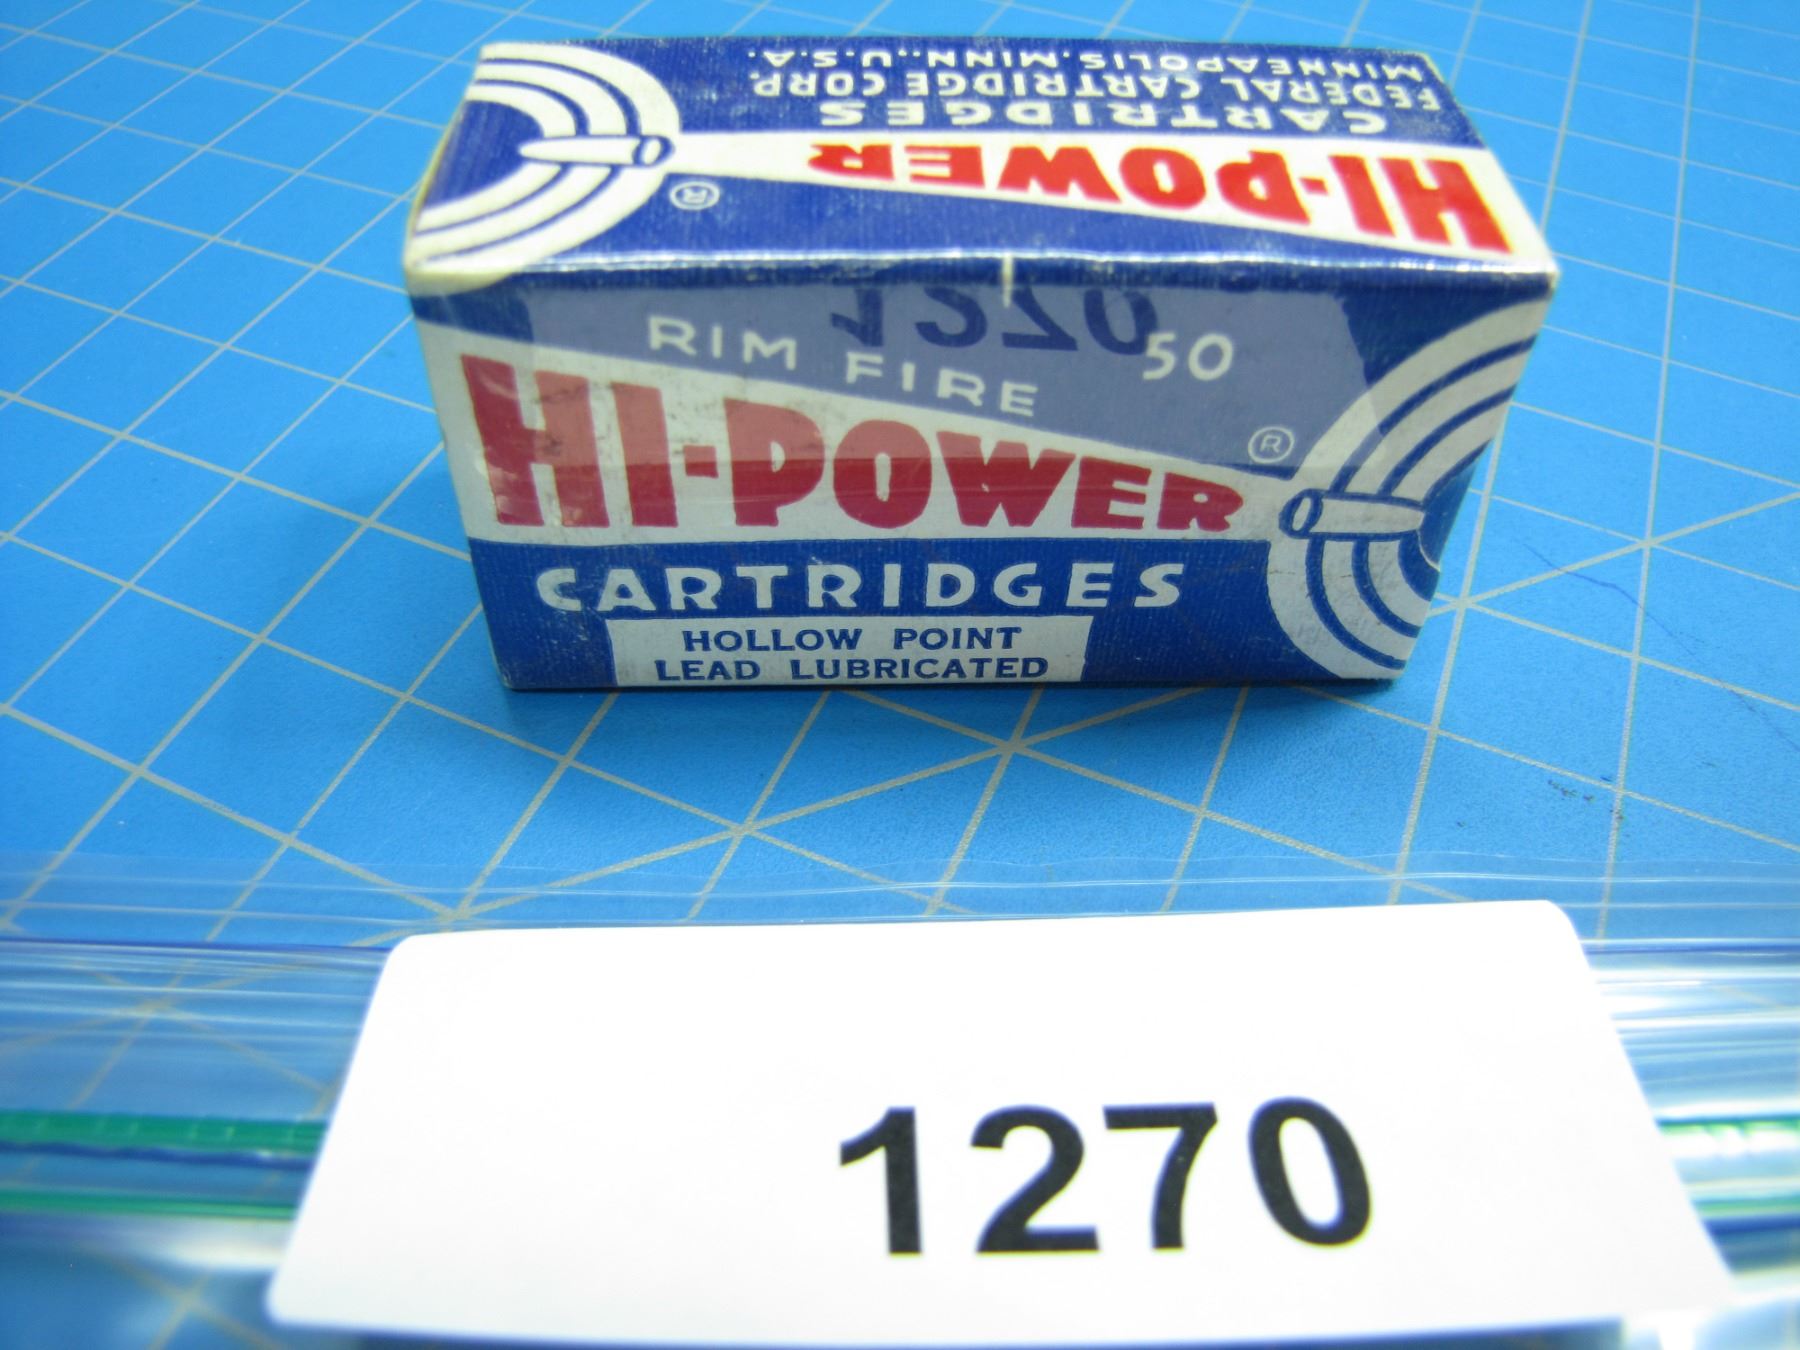 MINNEAPOLIS, MINN., U.S.A.
FEDERAL CARTRIDGE CORP.
CARTRIDGES
HI-POWER
®
1270
RIM FIRE 50
HI-POWER ®
CARTRIDGES
HOLLOW POINT
LEAD LUBRICATED
1270